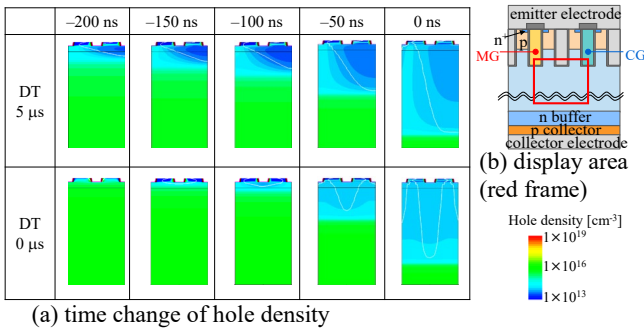 −200 ns −150 ns −100 ns −50 ns 0 ns
DT
5 μs
DT
0 μs
(a) time change of hole density
emitter electrode
n⁺
p
MG
CG
n buffer
p collector
collector electrode
(b) display area
(red frame)
Hole density [cm⁻³]
1×10¹⁹
1×10¹⁶
1×10¹³